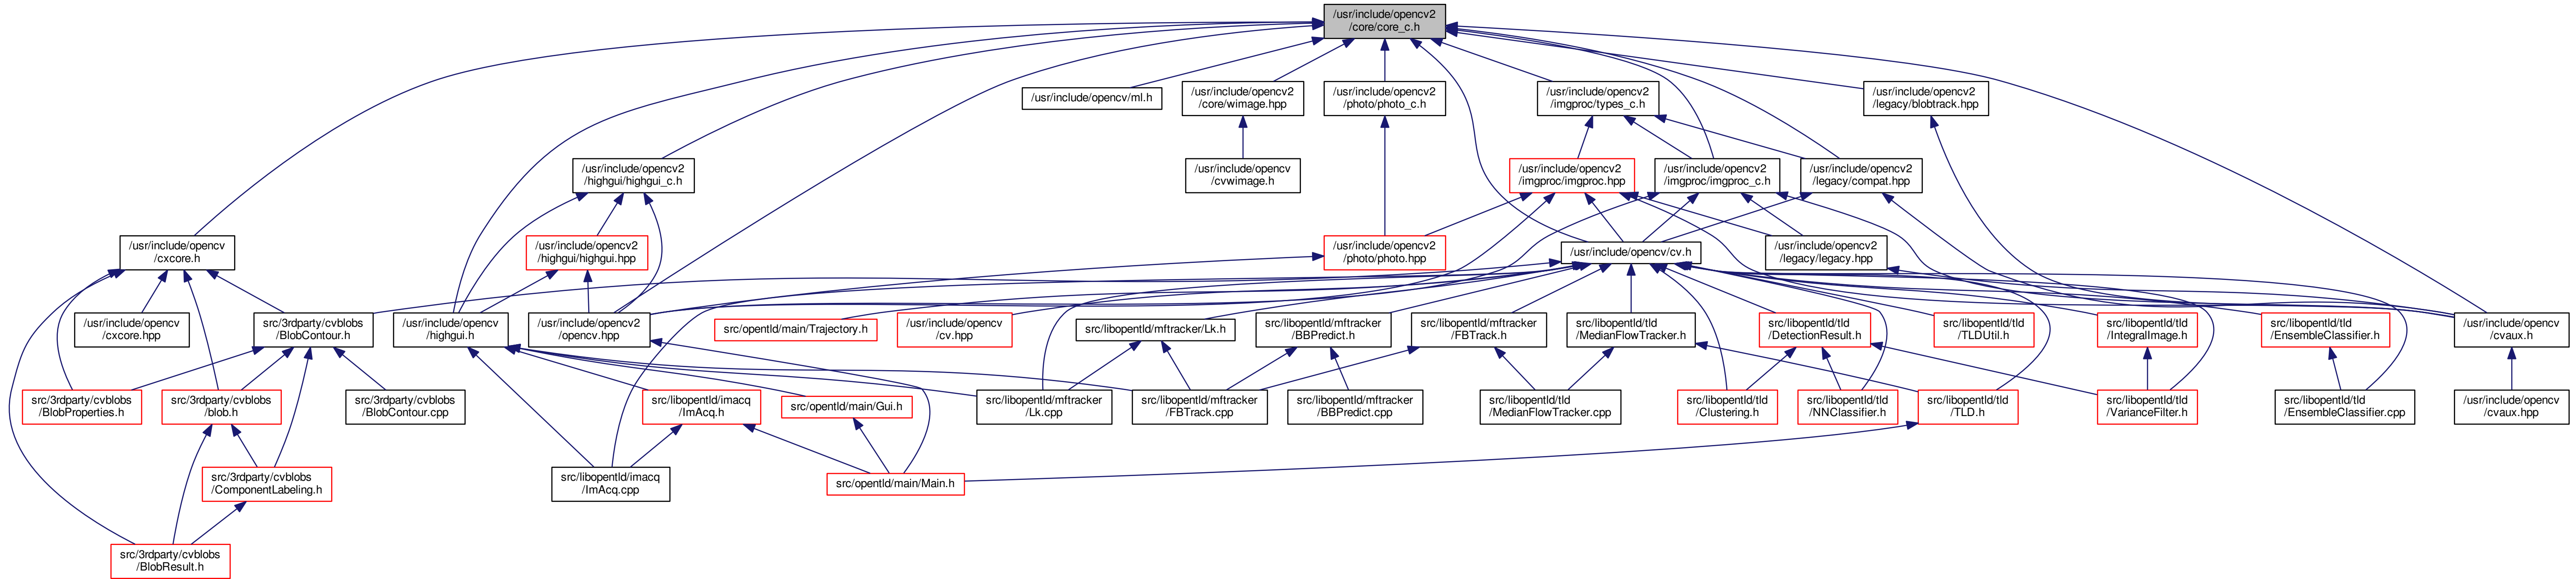 /usr/include/opencv2
/core/core_c.h
/usr/include/opencv/ml.h
/usr/include/opencv2
/core/wimage.hpp
/usr/include/opencv2
/photo/photo_c.h
/usr/include/opencv2
/imgproc/types_c.h
/usr/include/opencv2
/legacy/blobtrack.hpp
/usr/include/opencv2
/highgui/highgui_c.h
/usr/include/opencv
/cvwimage.h
/usr/include/opencv2
/imgproc/imgproc.hpp
/usr/include/opencv2
/imgproc/imgproc_c.h
/usr/include/opencv2
/legacy/compat.hpp
/usr/include/opencv
/cxcore.h
/usr/include/opencv2
/highgui/highgui.hpp
/usr/include/opencv2
/photo/photo.hpp
/usr/include/opencv/cv.h
/usr/include/opencv2
/legacy/legacy.hpp
/usr/include/opencv
/cxcore.hpp
src/3rdparty/cvblobs
/BlobContour.h
/usr/include/opencv
/highgui.h
/usr/include/opencv2
/opencv.hpp
src/opentld/main/Trajectory.h
/usr/include/opencv
/cv.hpp
src/libopentld/mftracker/Lk.h
src/libopentld/mftracker
/BBPredict.h
src/libopentld/mftracker
/FBTrack.h
src/libopentld/tld
/MedianFlowTracker.h
src/libopentld/tld
/DetectionResult.h
src/libopentld/tld
/TLDUtil.h
src/libopentld/tld
/IntegralImage.h
src/libopentld/tld
/EnsembleClassifier.h
/usr/include/opencv
/cvaux.h
src/3rdparty/cvblobs
/BlobProperties.h
src/3rdparty/cvblobs
/blob.h
src/3rdparty/cvblobs
/BlobContour.cpp
src/libopentld/imacq
/ImAcq.h
src/opentld/main/Gui.h
src/libopentld/mftracker
/Lk.cpp
src/libopentld/mftracker
/FBTrack.cpp
src/libopentld/mftracker
/BBPredict.cpp
src/libopentld/tld
/MedianFlowTracker.cpp
src/libopentld/tld
/Clustering.h
src/libopentld/tld
/NNClassifier.h
src/libopentld/tld
/TLD.h
src/libopentld/tld
/VarianceFilter.h
src/libopentld/tld
/EnsembleClassifier.cpp
/usr/include/opencv
/cvaux.hpp
src/3rdparty/cvblobs
/ComponentLabeling.h
src/libopentld/imacq
/ImAcq.cpp
src/opentld/main/Main.h
src/3rdparty/cvblobs
/BlobResult.h